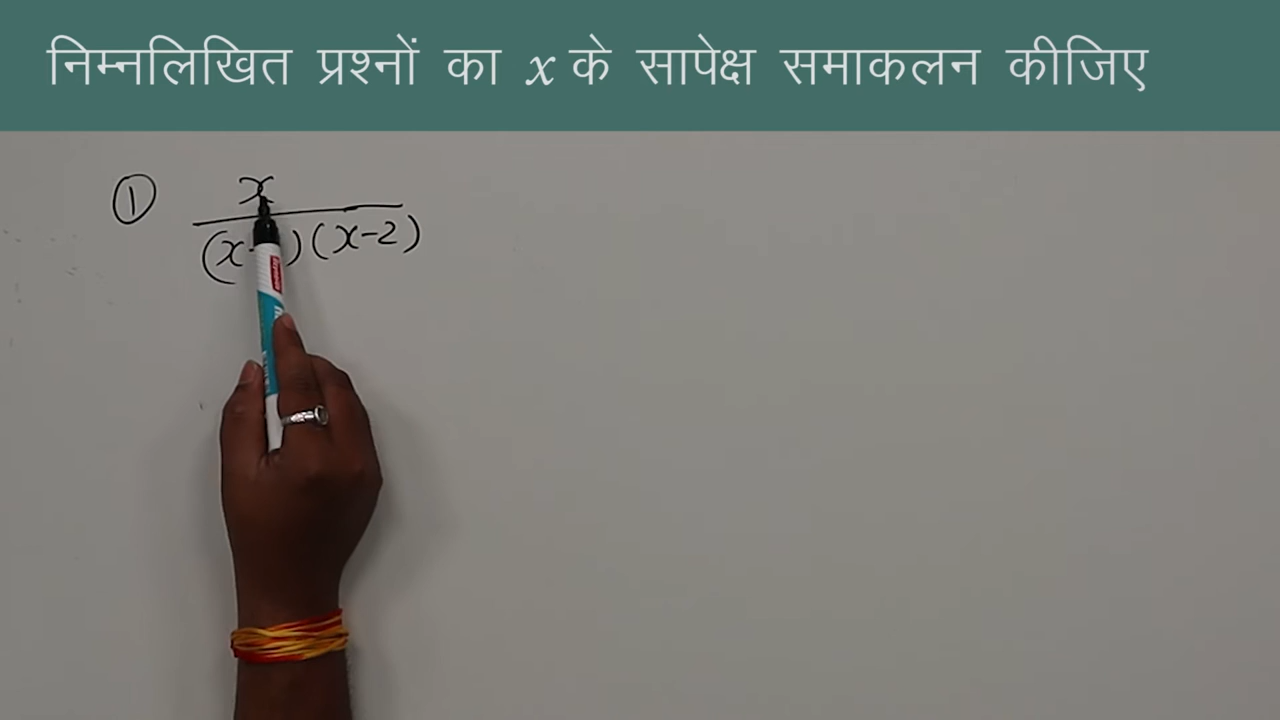 निम्नलिखित प्रश्नों का x के सापेक्ष समाकलन कीजिए
① x
(x- )(x-2)